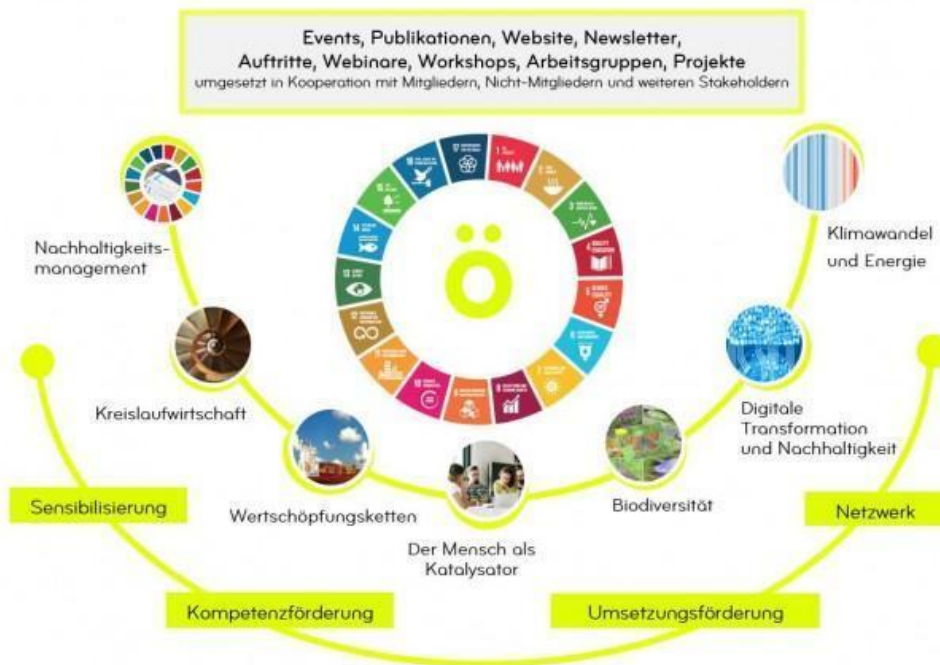 Events, Publikationen, Website, Newsletter,
Auftritte, Webinare, Workshops, Arbeitsgruppen, Projekte
umgesetzt in Kooperation mit Mitgliedern, Nicht-Mitgliedern und weiteren Stakeholdern
Nachhaltigkeits-
management
Klimawandel
und Energie
ö
Kreislaufwirtschaft
Digitale
Transformation
und Nachhaltigkeit
Wertschöpfungsketten
Biodiversität
Der Mensch als
Katalysator
Sensibilisierung
Netzwerk
Kompetenzförderung
Umsetzungsförderung